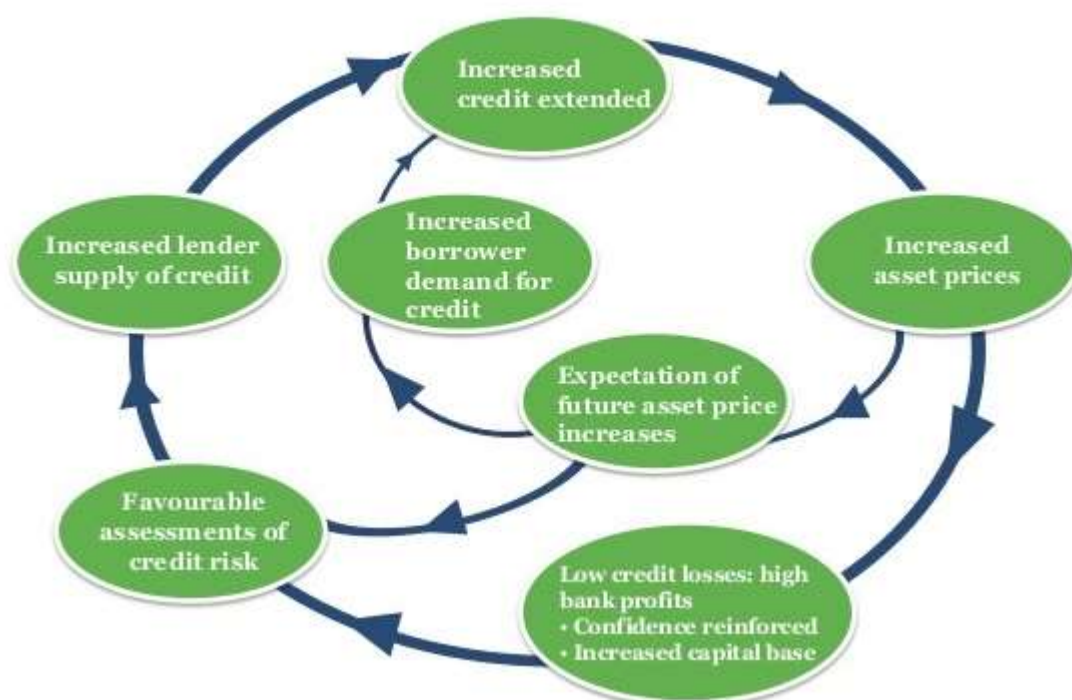 Increased
credit extended
Increased lender
supply of credit
Increased
borrower
demand for
credit
Increased
asset prices
Expectation of
future asset price
increases
Favourable
assessments of
credit risk
Low credit losses: high
bank profits
• Confidence reinforced
• Increased capital base